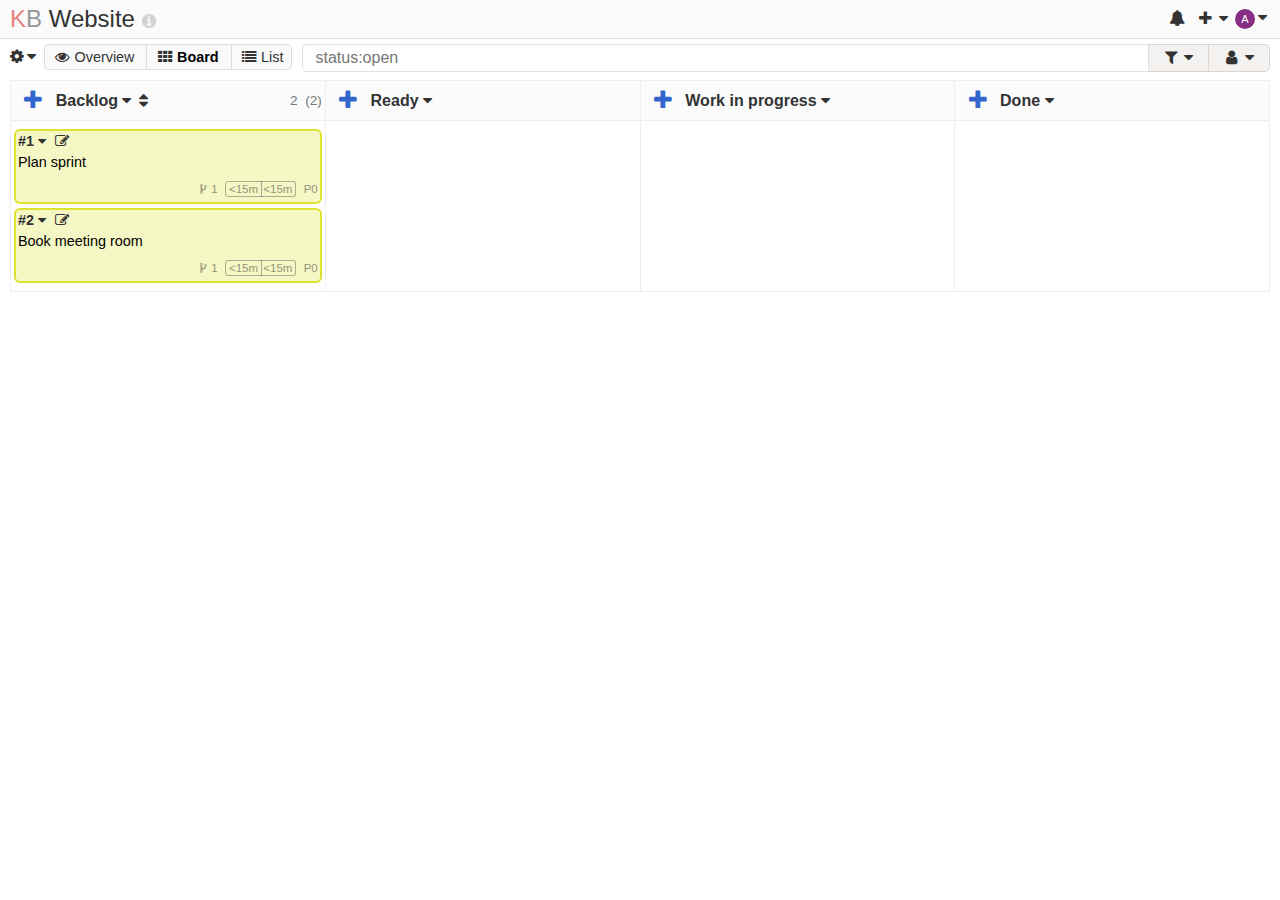 KB Website
A
Overview Board List status:open
Backlog 2 (2) Ready Work in progress Done
#1
Plan sprint
1 <15m <15m P0
#2
Book meeting room
1 <15m <15m P0